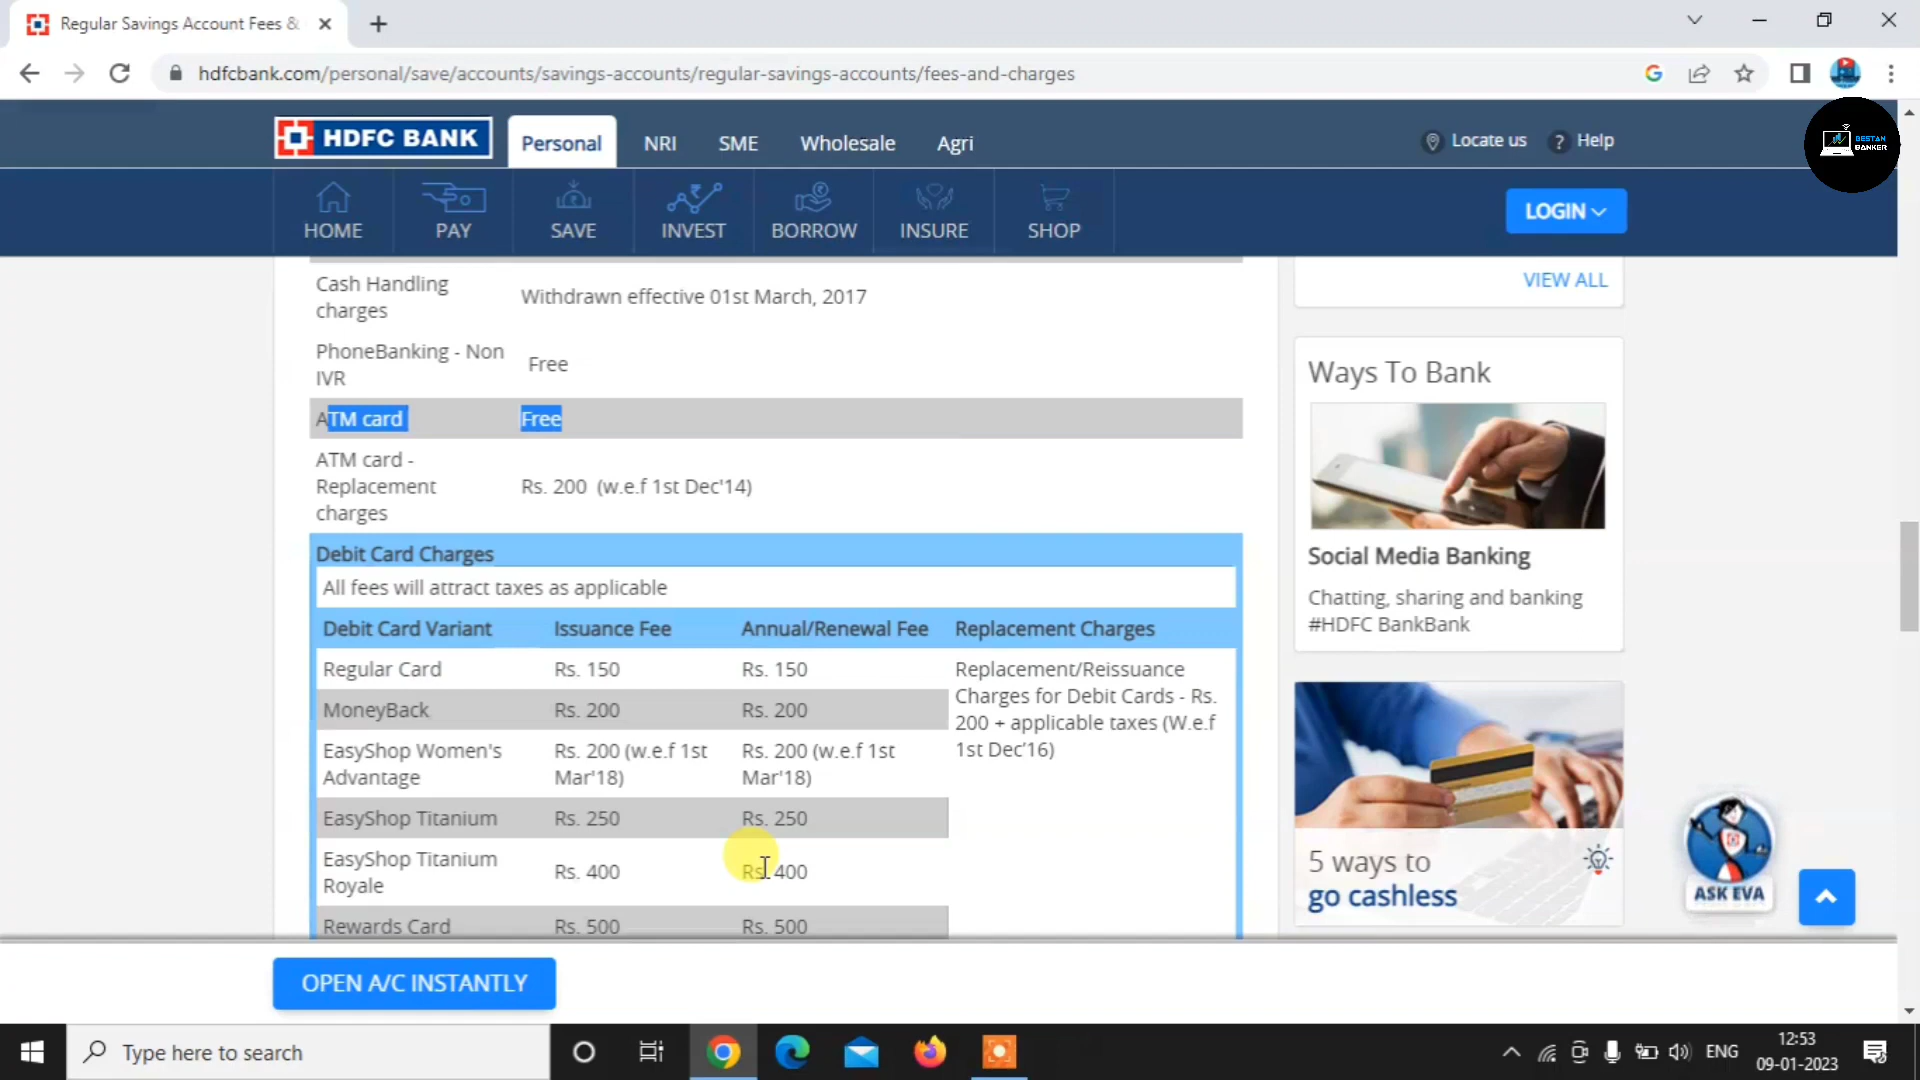 Regular Savings Account Fees &
hdfcbank.com/personal/save/accounts/savings-accounts/regular-savings-accounts/fees-and-charges
HDFC BANK
Personal
NRI
SME
Wholesale
Agri
Locate us
? Help
BESTAN
BANKER
HOME
PAY
SAVE
INVEST
BORROW
INSURE
SHOP
LOGIN
Cash Handling
charges
Withdrawn effective 01st March, 2017
PhoneBanking - Non
IVR
Free
ATM card
Free
ATM card -
Replacement
charges
Rs. 200 (w.e.f 1st Dec'14)
Debit Card Charges
All fees will attract taxes as applicable
Debit Card Variant
Issuance Fee
Annual/Renewal Fee
Replacement Charges
Regular Card
Rs. 150
Rs. 150
Replacement/Reissuance
Charges for Debit Cards - Rs.
200 + applicable taxes (W.e.f
1st Dec'16)
MoneyBack
Rs. 200
Rs. 200
EasyShop Women's
Advantage
Rs. 200 (w.e.f 1st
Mar'18)
Rs. 200 (w.e.f 1st
Mar'18)
EasyShop Titanium
Rs. 250
Rs. 250
EasyShop Titanium
Royale
Rs. 400
Rs. 400
Rewards Card
Rs. 500
Rs. 500
VIEW ALL
Ways To Bank
Social Media Banking
Chatting, sharing and banking
#HDFC BankBank
5 ways to
go cashless
ASK EVA
OPEN A/C INSTANTLY
Type here to search
ENG
12:53
09-01-2023